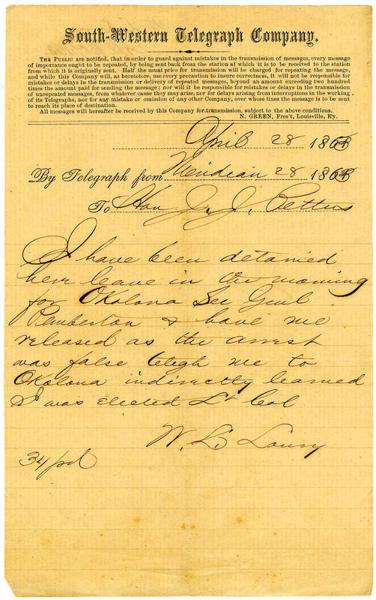 South-Western Telegraph Company.
THE PUBLIC are notified, that in order to guard against mistakes in the transmission of messages, every message
of importance ought to be repeated, by being sent back from the station at which it is to be received to the station
from which it is originally sent. Half the usual price for transmission will be charged for repeating the message,
and while this Company will, as heretofore, use every precaution to insure correctness, it will not be responsible for
mistakes or delays in the transmission or delivery of repeated messages, beyond an amount exceeding two hundred
times the amount paid for sending the message; nor will it be responsible for mistakes or delays in the transmission of
unrepeated messages, from whatever cause they may arise, nor for delays arising from interruptions in the working
of its Telegraphs, nor for any mistake or omission of any other Company, over whose lines the message is to be sent
to reach its place of destination.
All messages will hereafter be received by this Company for transmission, subject to the above conditions.
N. GREEN, Pres't, Louisville, Ky.
April 28 186
By Telegraph from Meridean 28 186
To Hon J. J. Pettus
I have been detained
here leave in the morning
for Okalona See Genl
Pemberton & have me
released as the arrest
was false telegh me to
Okalona indirectly learned
I was elected Lt Col
W. L. Lowry
34 pd